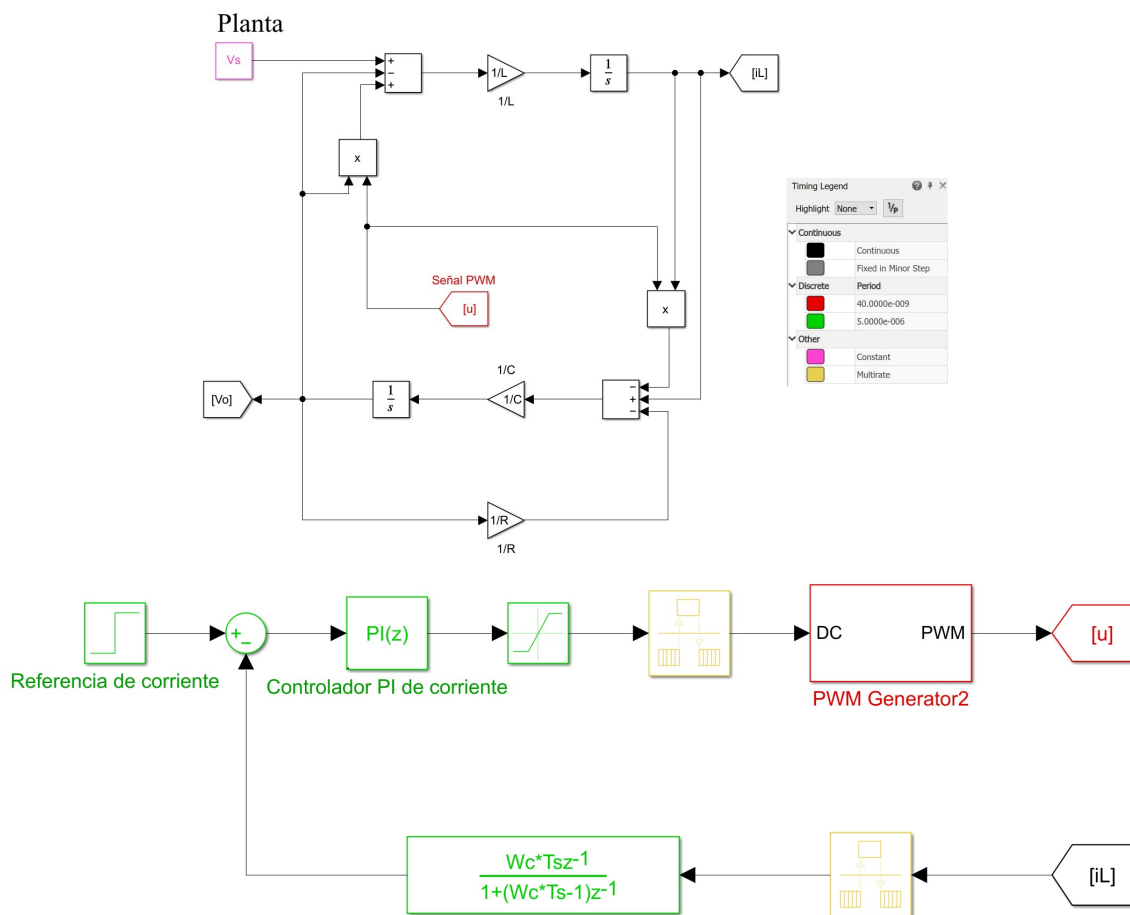 Planta
Vs
+
−
+
1/L
1/L
1
s
[iL]
x
Señal PWM
[u]
x
[Vo]
1
s
1/C
1/C
−
+
−
1/R
1/R
Timing Legend
Highlight None 1/p
Continuous
Continuous
Fixed in Minor Step
Discrete Period
40.0000e-009
5.0000e-006
Other
Constant
Multirate
Referencia de corriente
+
−
PI(z)
Controlador PI de corriente
DC PWM
PWM Generator2
[u]
Wc*Tsz-1
1+(Wc*Ts-1)z-1
[iL]